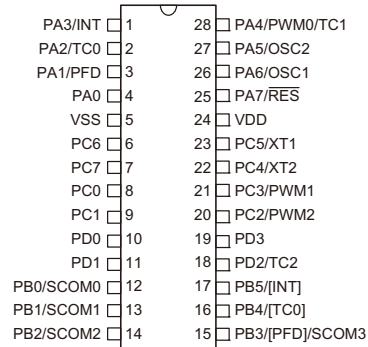 PA3/INT 1 28 PA4/PWM0/TC1
PA2/TC0 2 27 PA5/OSC2
PA1/PFD 3 26 PA6/OSC1
PA0 4 25 PA7/RES
VSS 5 24 VDD
PC6 6 23 PC5/XT1
PC7 7 22 PC4/XT2
PC0 8 21 PC3/PWM1
PC1 9 20 PC2/PWM2
PD0 10 19 PD3
PD1 11 18 PD2/TC2
PB0/SCOM0 12 17 PB5/[INT]
PB1/SCOM1 13 16 PB4/[TC0]
PB2/SCOM2 14 15 PB3/[PFD]/SCOM3